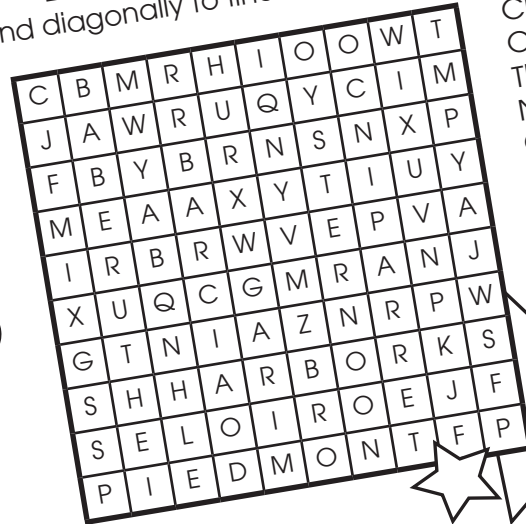 nd diagonally to fin
C B M R H I O O W T
J A W R U Q Y C I M
F B Y B R N S N X P
M E A A X Y T I U Y
I R B R W V E P V A
X U Q C G M R A N J
G T N I A Z N R P W
S H H A R B O R K S
S E L O I R O E J F
P I E D M O N T F P
C
C
T
N